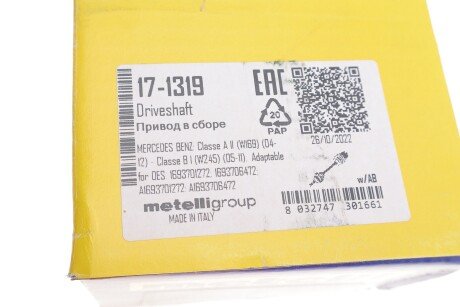 17-1319
EAC
Driveshaft
Привод в сборе
20
PAP
26/10/2022
MERCEDES BENZ: Classe A II (W169) (04-
12) - Classe B I (W245) (05-11). Adaptable
for OES 1693701272, 1693706472,
A1693701272, A1693706472
metelligroup
MADE IN ITALY
w/AB
8 032747 301661